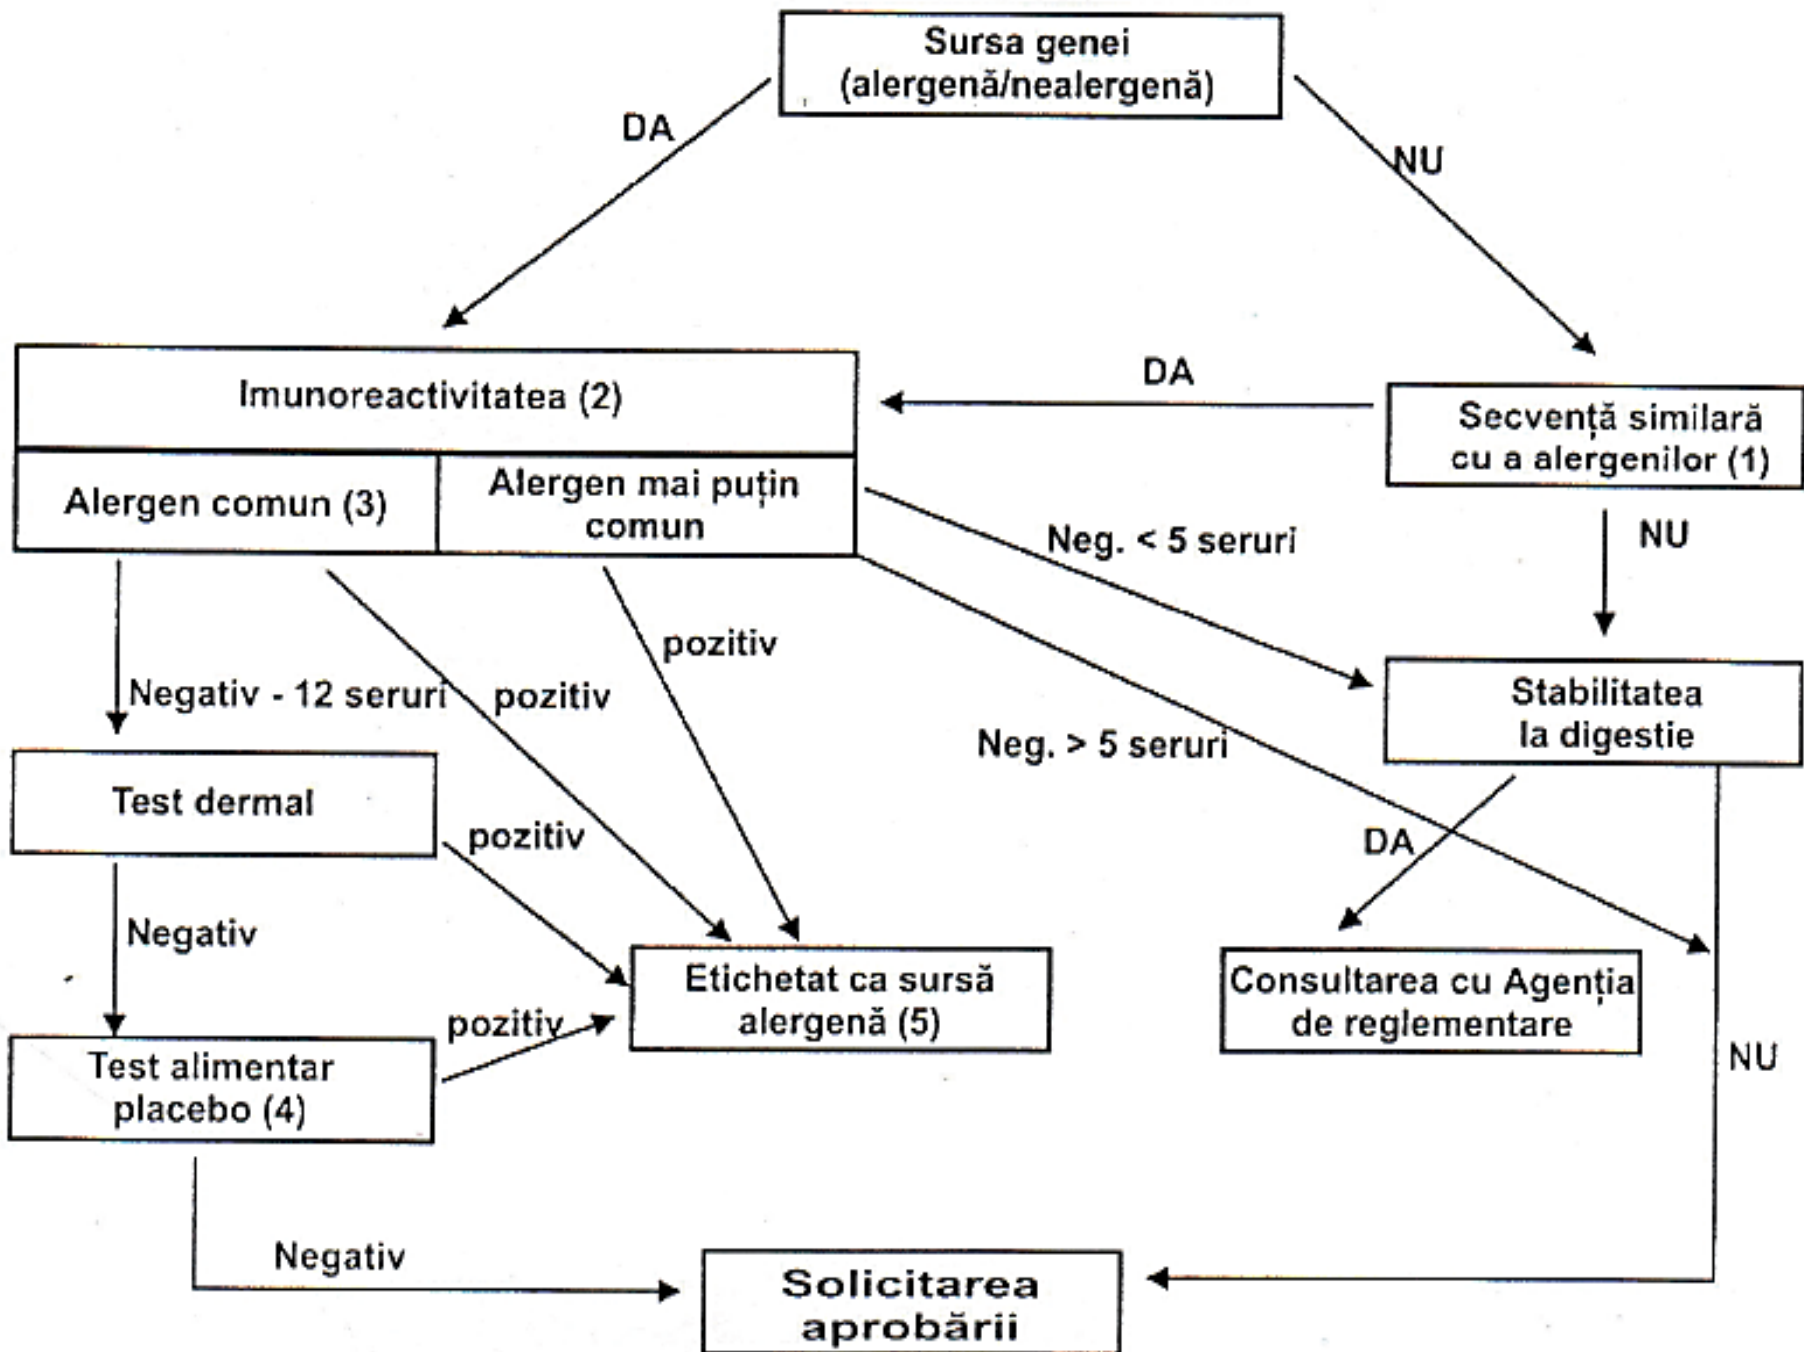 Sursa genei
(alergenă/nealergenă)
DA
NU
Imunoreactivitatea (2)
DA
Secvență similară
cu a alergenilor (1)
Alergen comun (3)
Alergen mai puțin
comun
Neg. < 5 seruri
NU
pozitiv
Negativ - 12 seruri
pozitiv
Neg. > 5 seruri
Stabilitatea
la digestie
Test dermal
pozitiv
DA
Negativ
Etichetat ca sursă
alergenă (5)
Consultarea cu Agenția
de reglementare
pozitiv
NU
Test alimentar
placebo (4)
Negativ
Solicitarea
aprobării